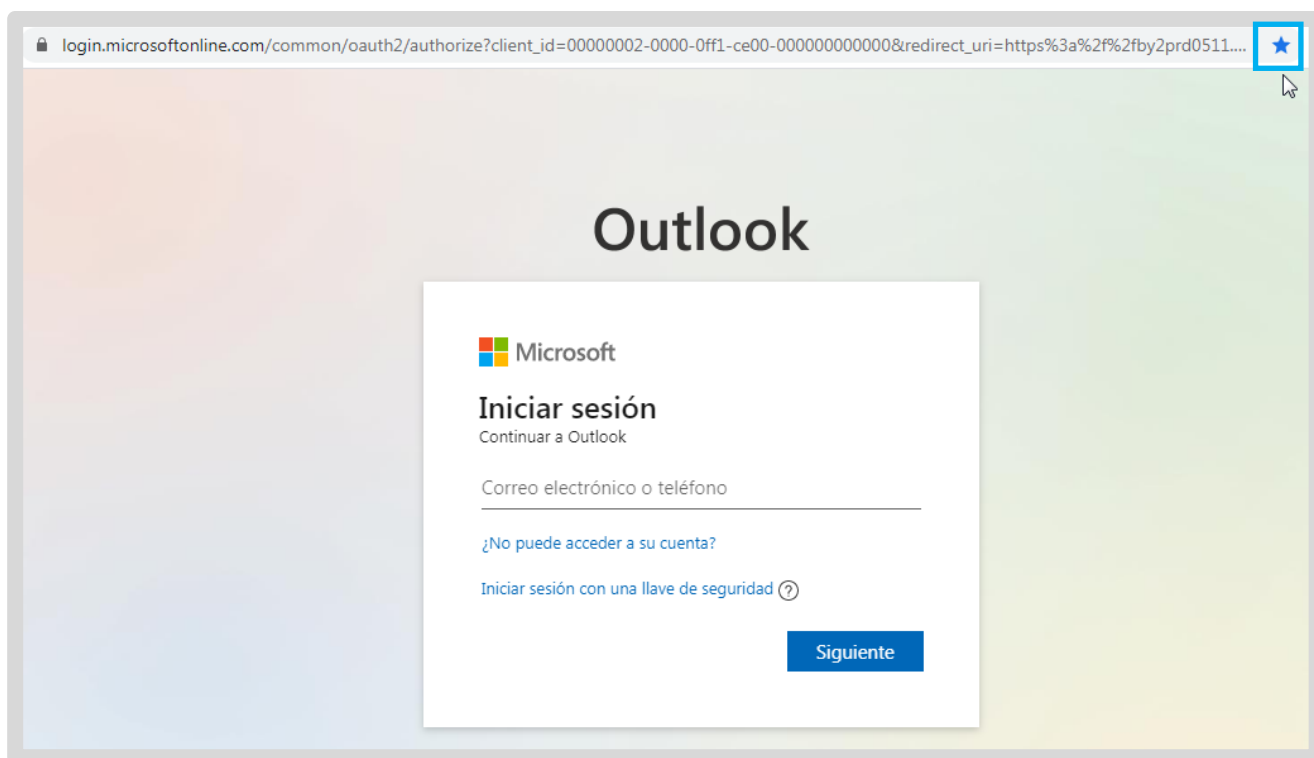 login.microsoftonline.com/common/oauth2/authorize?client_id=00000002-0000-0ff1-ce00-000000000000&redirect_uri=https%3a%2f%2fby2prd0511....
Outlook
Microsoft
Iniciar sesión
Continuar a Outlook
Correo electrónico o teléfono
¿No puede acceder a su cuenta?
Iniciar sesión con una llave de seguridad ?
Siguiente